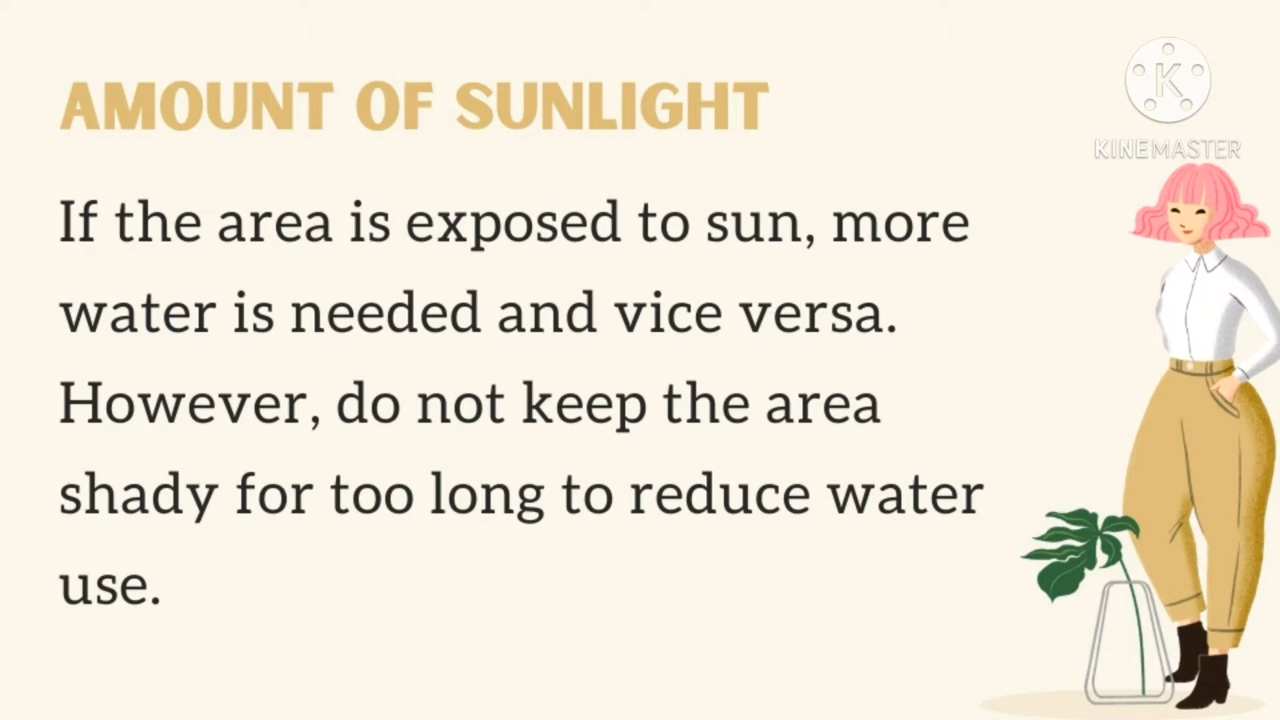 AMOUNT OF SUNLIGHT
K
KINEMASTER
If the area is exposed to sun, more
water is needed and vice versa.
However, do not keep the area
shady for too long to reduce water
use.